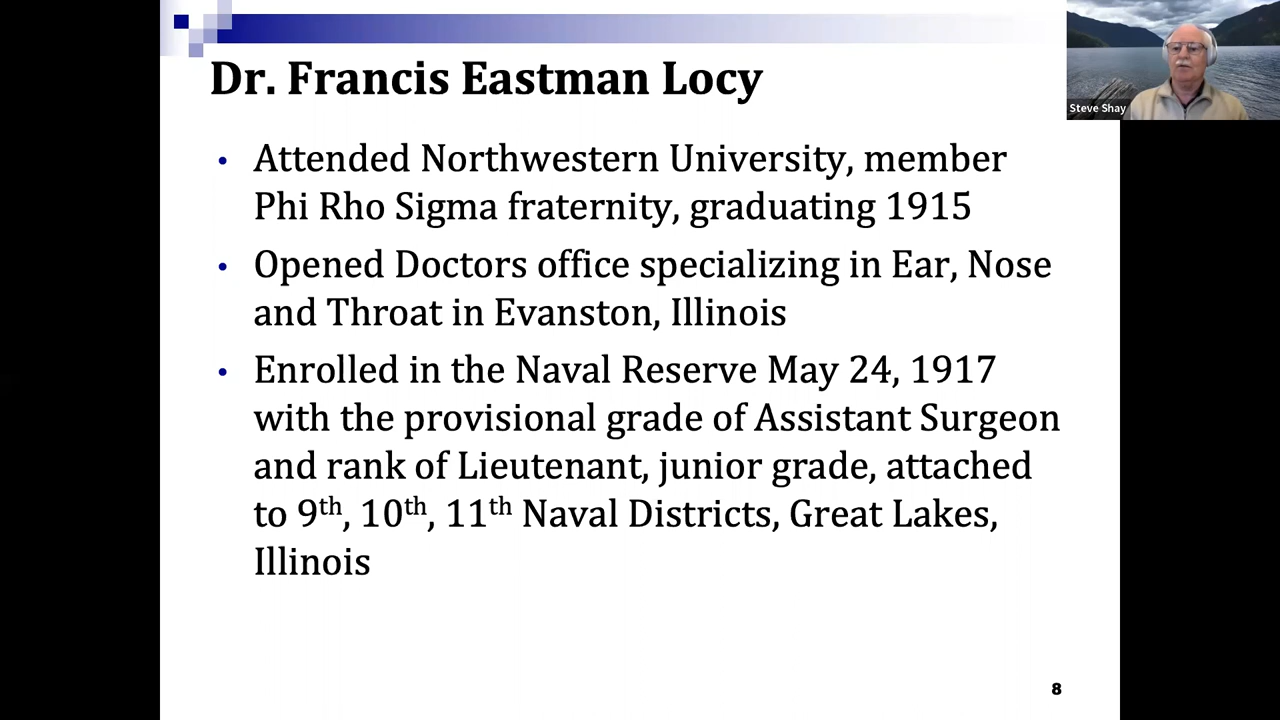 Dr. Francis Eastman Locy
Steve Shay
• Attended Northwestern University, member
Phi Rho Sigma fraternity, graduating 1915
• Opened Doctors office specializing in Ear, Nose
and Throat in Evanston, Illinois
• Enrolled in the Naval Reserve May 24, 1917
with the provisional grade of Assistant Surgeon
and rank of Lieutenant, junior grade, attached
to 9th, 10th, 11th Naval Districts, Great Lakes,
Illinois
8